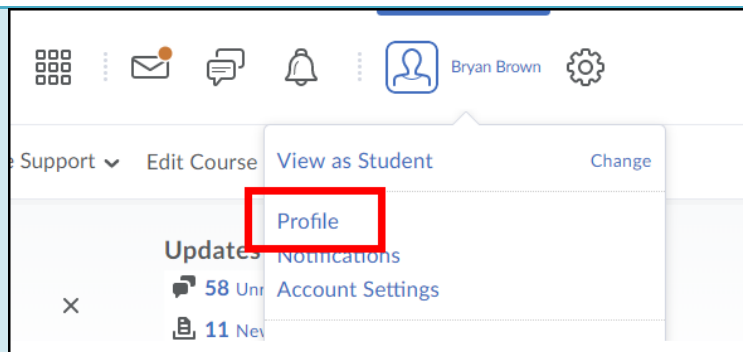 Bryan Brown
Support Edit Course View as Student Change
Profile
Updates Notifications
58 Account Settings
11